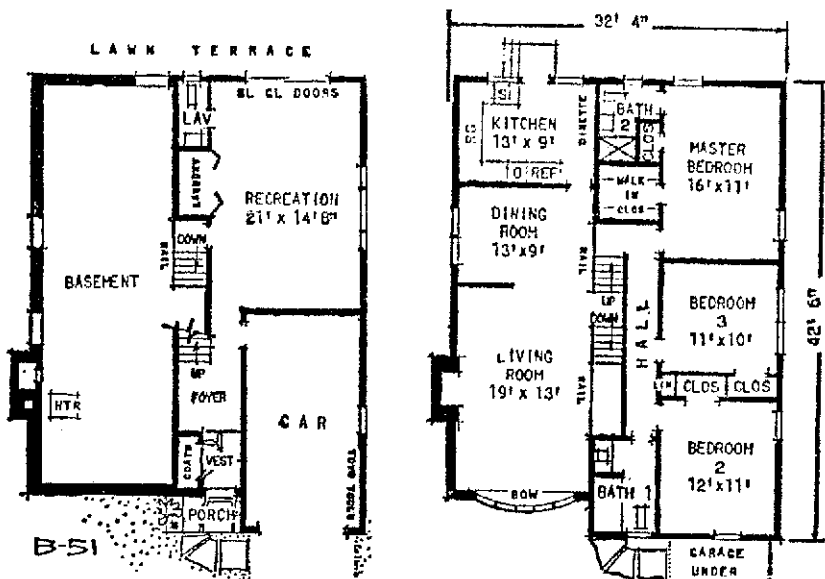 LAWN TERRACE
SL GL DOORS
LAV
LAUNDRY
RECREATION
21' x 14'8"
DOWN
RAIL
BASEMENT
UP
FOYER
HTR
CAR
COATS
VEST
PORCH
B-51
32' 4"
KITCHEN
13' x 9'
DINETTE
RG
SI
O REF
BATH
2
CLOS
MASTER
BEDROOM
16' x 11'
WALK
IN
CLOS
DINING
ROOM
13' x 9'
RAIL
UP
DOWN
HALL
BEDROOM
3
11' x 10'
42' 6"
LIVING
ROOM
19' x 13'
RAIL
LIN
CLOS
CLOS
BEDROOM
2
12' x 11'
BATH 1
BOW
GARAGE
UNDER